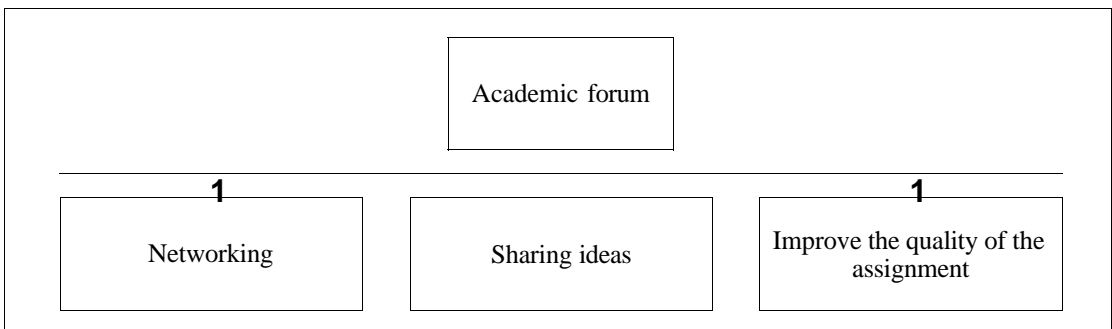 Academic forum
1 1
Networking
Sharing ideas
Improve the quality of the
assignment